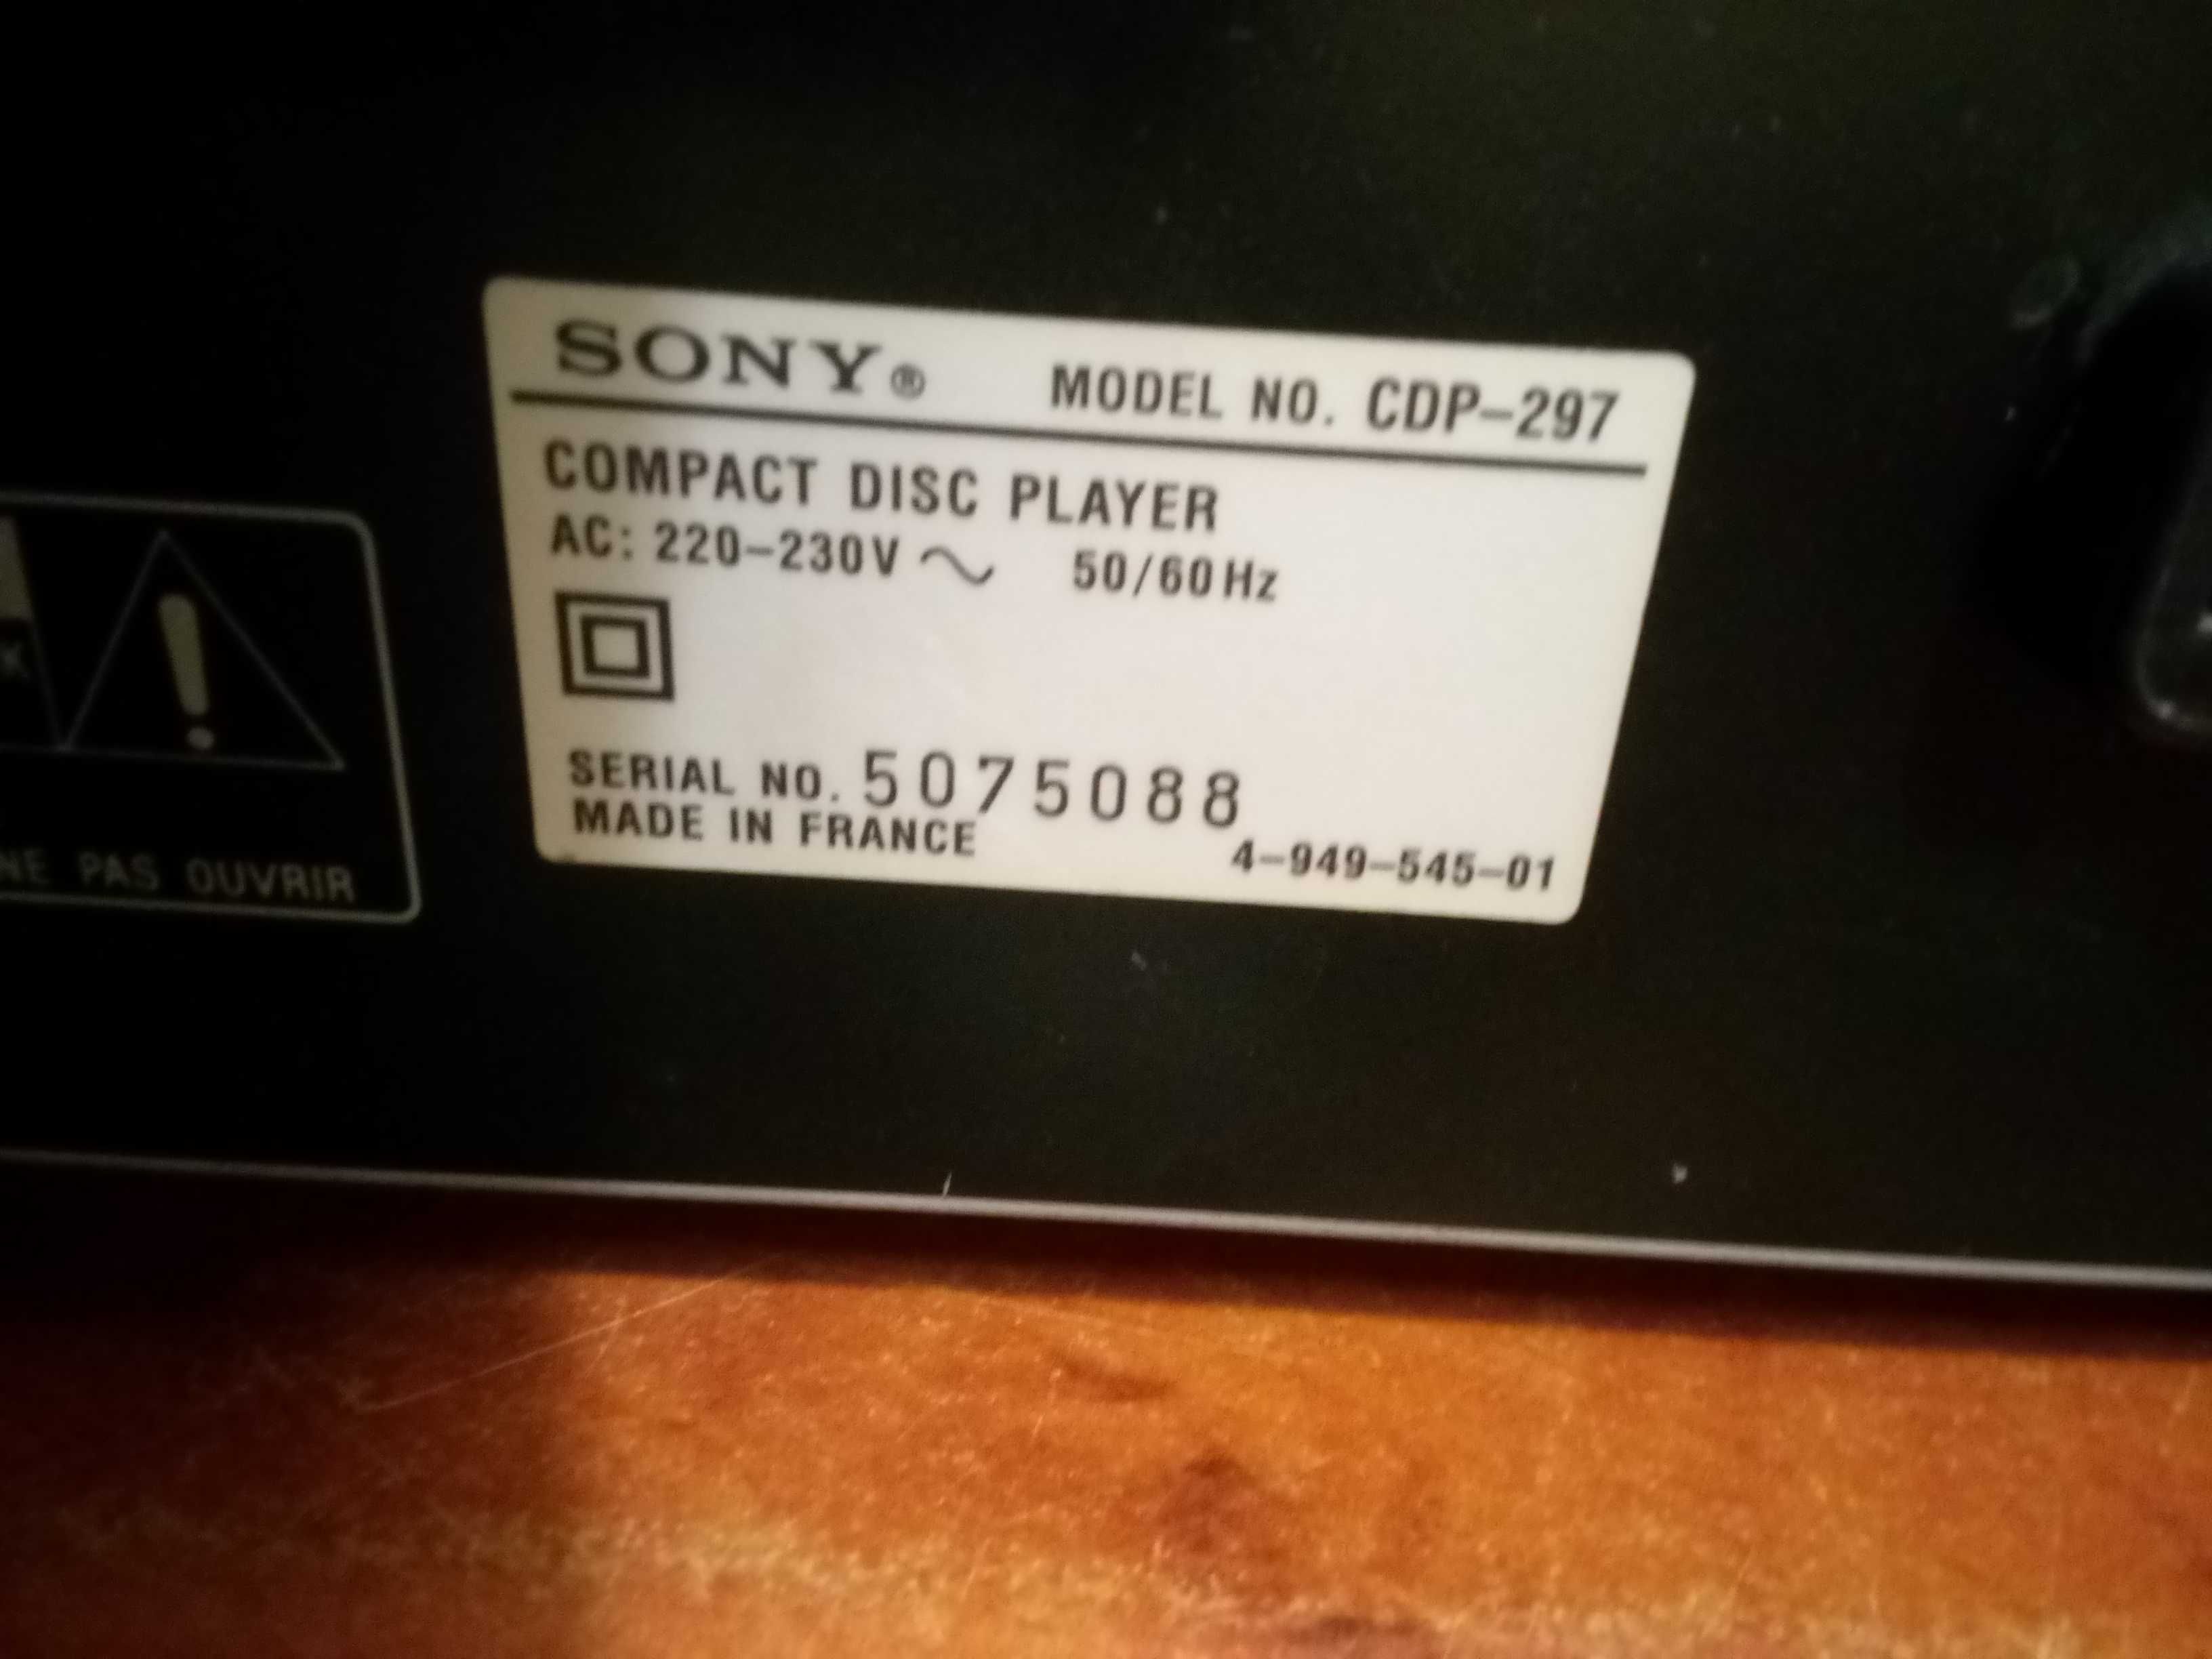 SONY® MODEL NO. CDP-297
COMPACT DISC PLAYER
AC: 220-230V ~ 50/60Hz
SERIAL NO. 5075088
MADE IN FRANCE
4-949-545-01
NE PAS OUVRIR